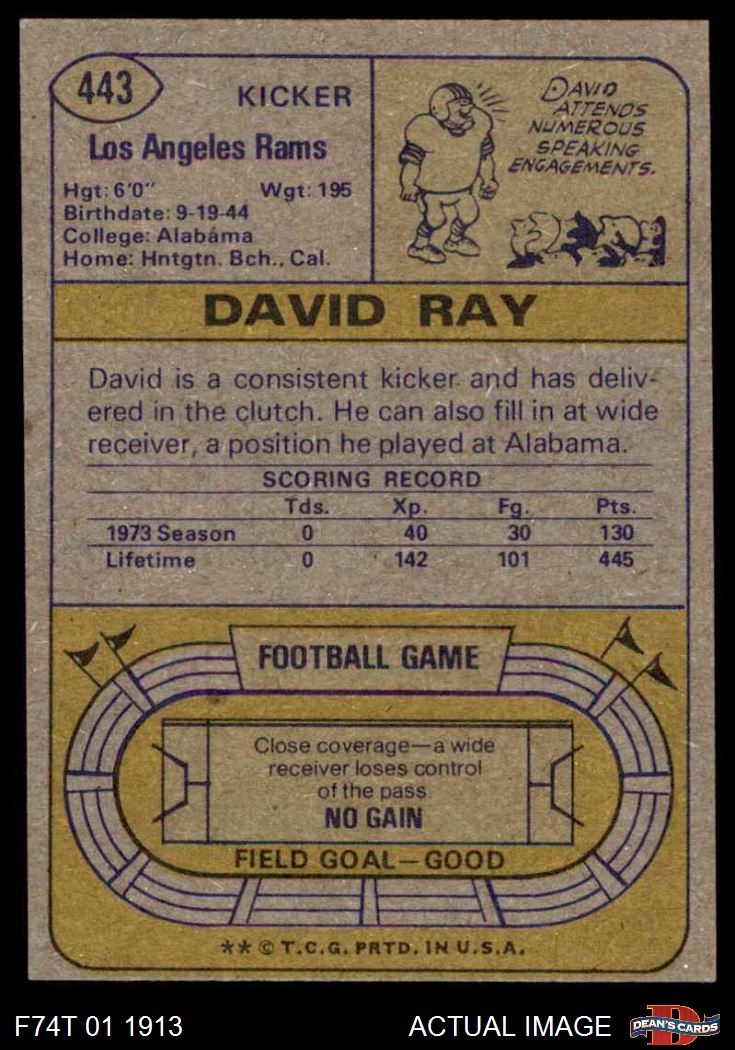 443
KICKER
Los Angeles Rams
Hgt: 6'0" Wgt: 195
Birthdate: 9-19-44
College: Alabama
Home: Hntgtn. Bch., Cal.
DAVID
ATTENDS
NUMEROUS
SPEAKING
ENGAGEMENTS.
DAVID RAY
David is a consistent kicker and has deliv-
ered in the clutch. He can also fill in at wide
receiver, a position he played at Alabama.
SCORING RECORD
Tds. Xp. Fg. Pts.
1973 Season 0 40 30 130
Lifetime 0 142 101 445
FOOTBALL GAME
Close coverage—a wide
receiver loses control
of the pass.
NO GAIN
FIELD GOAL—GOOD
** © T.C.G. PRTD. IN U.S.A.
F74T 01 1913 ACTUAL IMAGE
D
DEAN'S CARDS